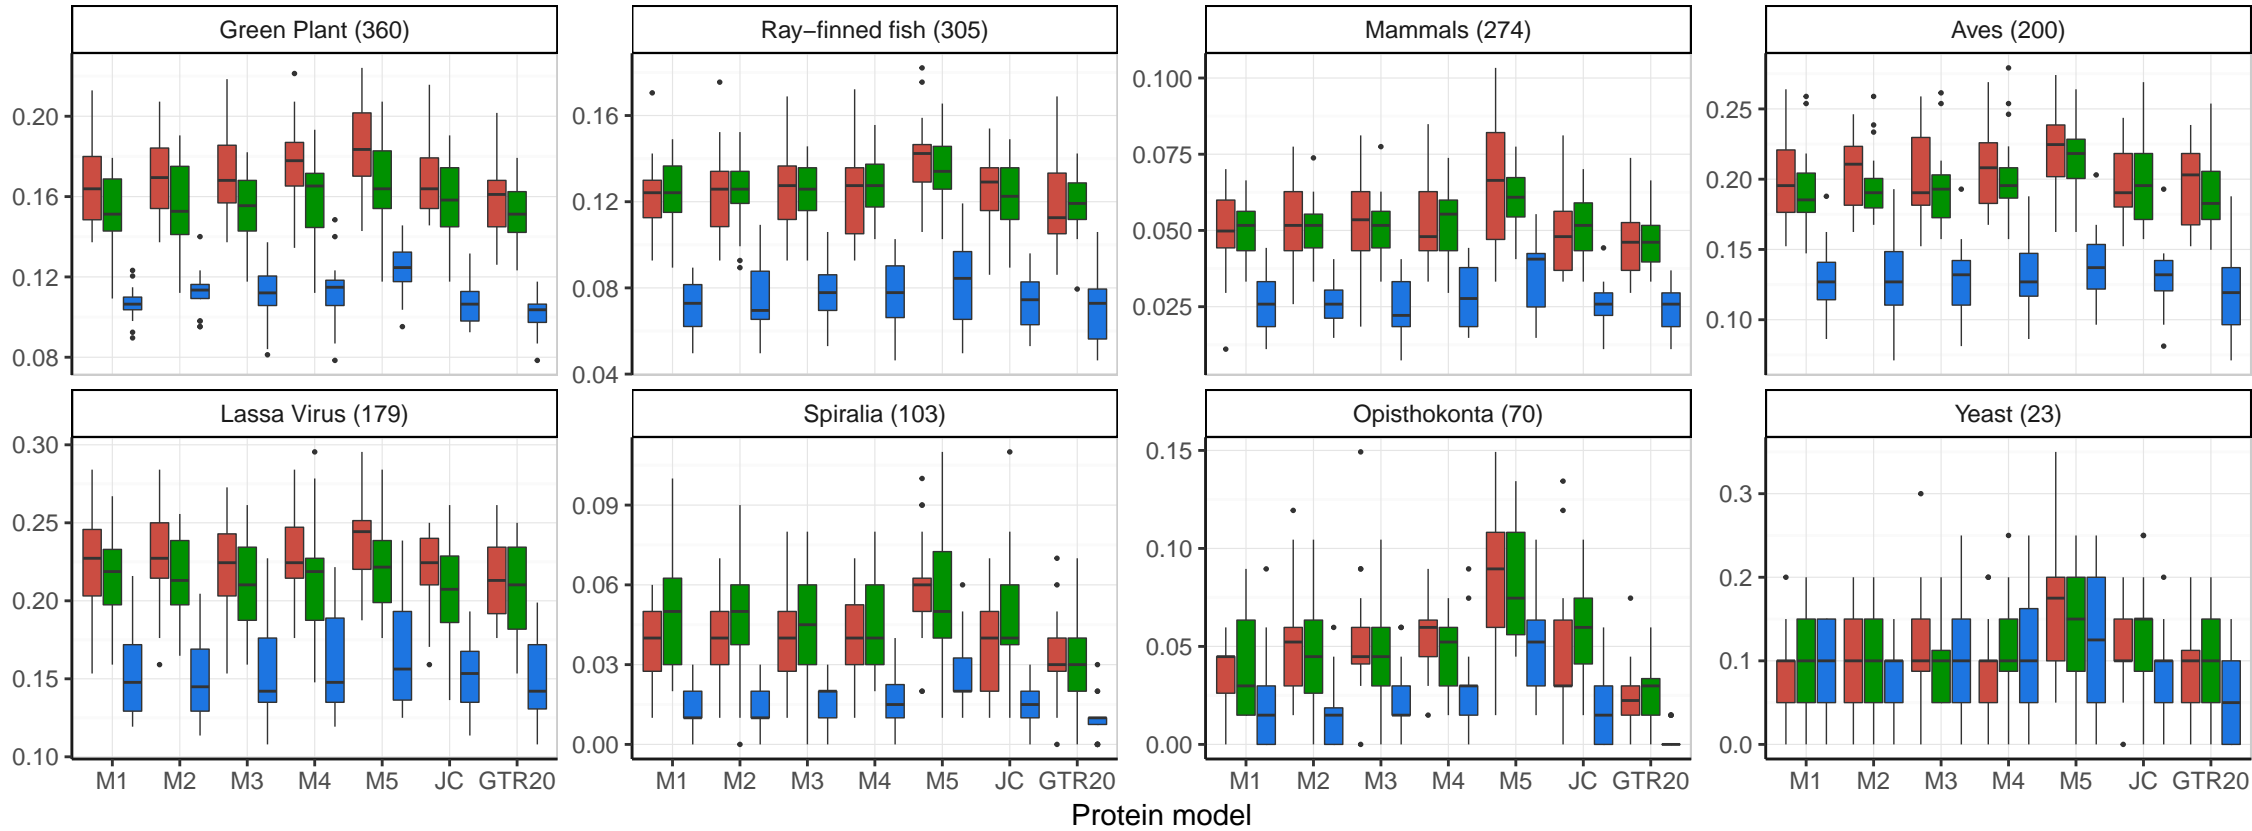 Green Plant (360)
Ray−finned fish (305)
Mammals (274)
Aves (200)
0.20
0.16
0.12
0.08
0.16
0.12
0.08
0.04
0.100
0.075
0.050
0.025
0.25
0.20
0.15
0.10
Lassa Virus (179)
Spiralia (103)
Opisthokonta (70)
Yeast (23)
0.30
0.25
0.20
0.15
0.10
0.09
0.06
0.03
0.00
0.15
0.10
0.05
0.00
0.3
0.2
0.1
0.0
M1 M2 M3 M4 M5 JC GTR20
M1 M2 M3 M4 M5 JC GTR20
M1 M2 M3 M4 M5 JC GTR20
M1 M2 M3 M4 M5 JC GTR20
Protein model